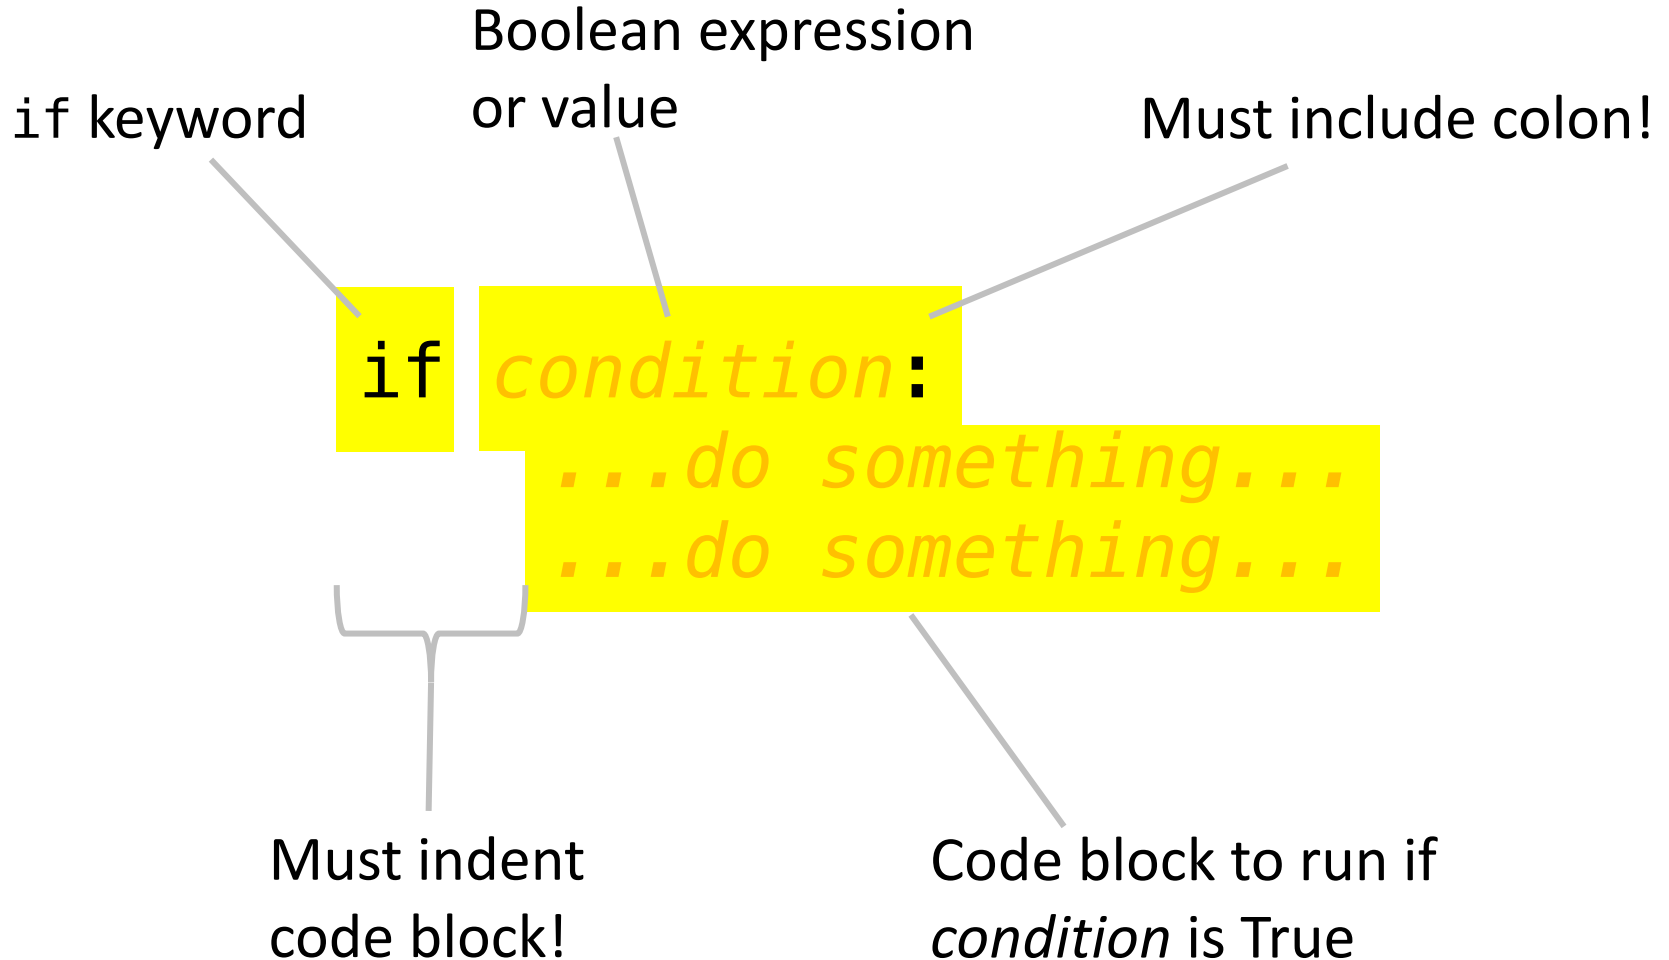 Boolean expression
or value
if keyword
Must include colon!
if condition:
...do something...
...do something...
Must indent
code block!
Code block to run if
condition is True